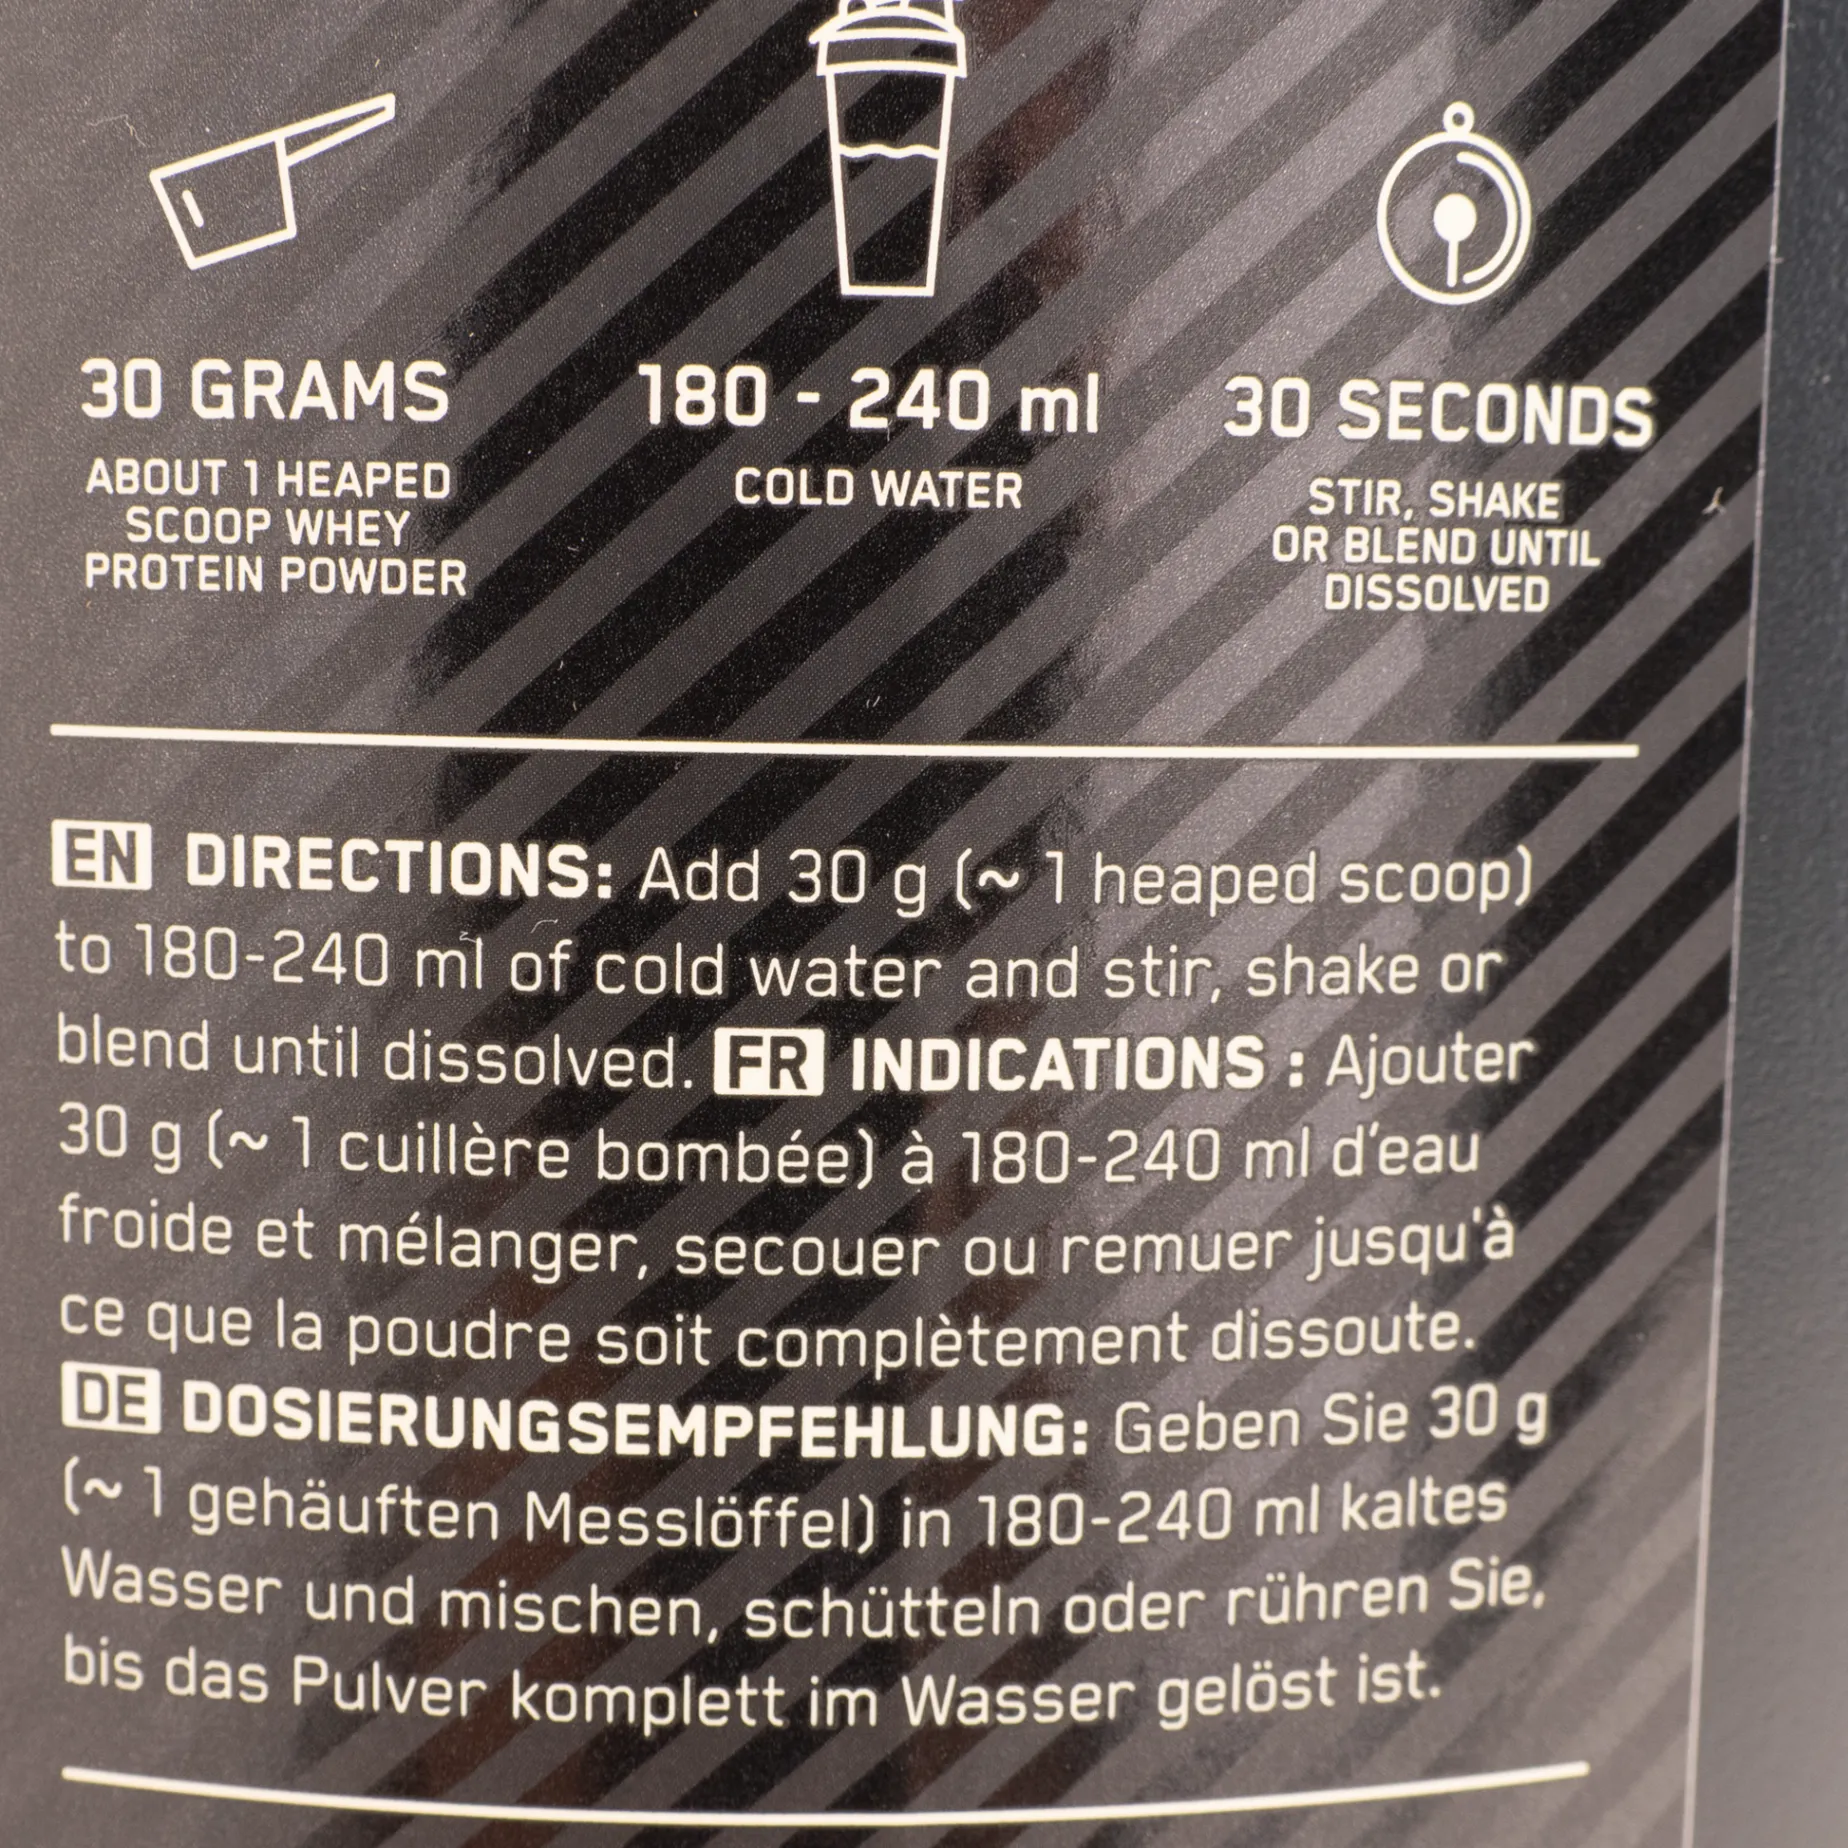 30 GRAMS
ABOUT 1 HEAPED
SCOOP WHEY
PROTEIN POWDER
180 - 240 ml
COLD WATER
30 SECONDS
STIR, SHAKE
OR BLEND UNTIL
DISSOLVED
EN DIRECTIONS: Add 30 g (~ 1 heaped scoop)
to 180-240 ml of cold water and stir, shake or
blend until dissolved. FR INDICATIONS : Ajouter
30 g (~ 1 cuillère bombée) à 180-240 ml d’eau
froide et mélanger, secouer ou remuer jusqu'à
ce que la poudre soit complètement dissoute.
DE DOSIERUNGSEMPFEHLUNG: Geben Sie 30 g
(~ 1 gehäuften Messlöffel) in 180-240 ml kaltes
Wasser und mischen, schütteln oder rühren Sie,
bis das Pulver komplett im Wasser gelöst ist.